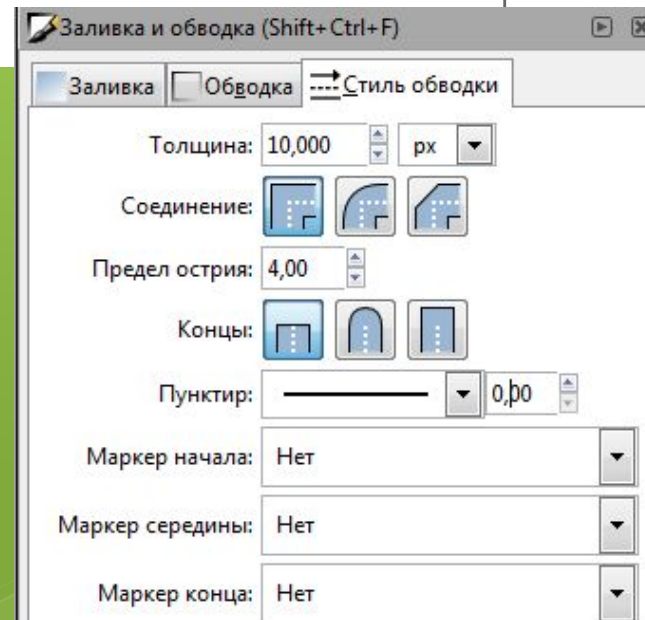 Заливка и обводка (Shift+Ctrl+F)
Заливка Обводка Стиль обводки
Толщина: 10,000 px
Соединение:
Предел острия: 4,00
Концы:
Пунктир: 0,00
Маркер начала: Нет
Маркер середины: Нет
Маркер конца: Нет